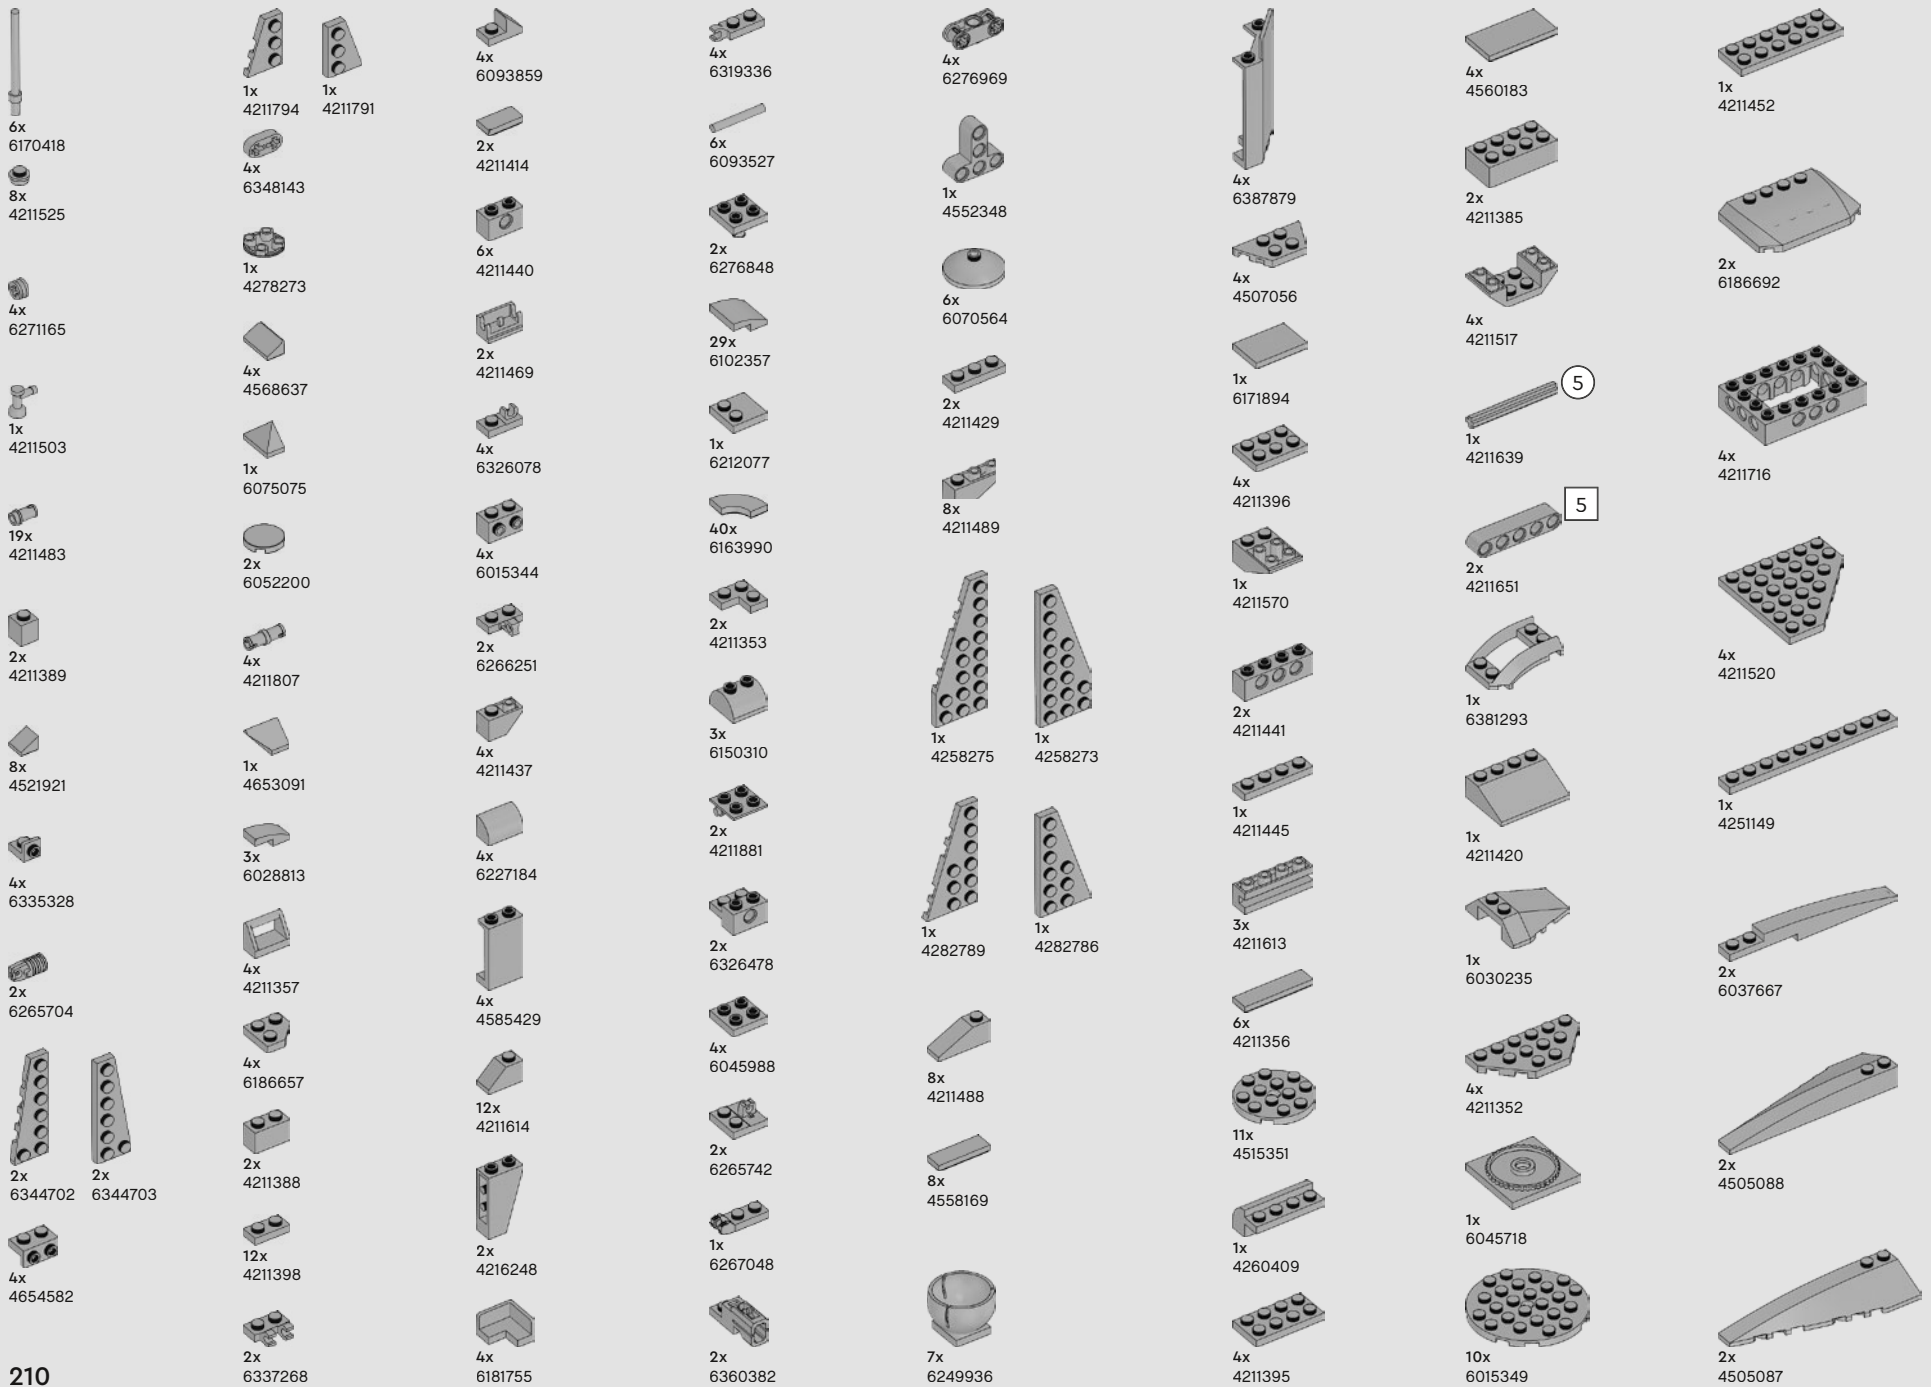 6x
6170418
8x
4211525
4x
6271165
1x
4211503
19x
4211483
2x
4211389
8x
4521921
4x
6335328
2x
6265704
2x 2x
6344702 6344703
4x
4654582
210
1x 1x
4211794 4211791
4x
6348143
1x
4278273
4x
4568637
1x
6075075
2x
6052200
4x
4211807
1x
4653091
3x
6028813
4x
4211357
4x
6186657
2x
4211388
12x
4211398
2x
6337268
4x
6093859
2x
4211414
6x
4211440
2x
4211469
4x
6326078
4x
6015344
2x
6266251
4x
4211437
4x
6227184
4x
4585429
12x
4211614
2x
4216248
4x
6181755
4x
6319336
6x
6093527
2x
6276848
29x
6102357
1x
6212077
40x
6163990
2x
4211353
3x
6150310
2x
4211881
2x
6326478
4x
6045988
2x
6265742
1x
6267048
2x
6360382
4x
6276969
1x
4552348
6x
6070564
2x
4211429
8x
4211489
1x 1x
4258275 4258273
1x 1x
4282789 4282786
8x
4211488
8x
4558169
7x
6249936
4x
6387879
4x
4507056
1x
6171894
4x
4211396
1x
4211570
2x
4211441
1x
4211445
3x
4211613
6x
4211356
11x
4515351
1x
4260409
4x
4211395
4x
4560183
2x
4211385
4x
4211517
5
1x
4211639
5
2x
4211651
1x
6381293
1x
4211420
1x
6030235
4x
4211352
1x
6045718
10x
6015349
1x
4211452
2x
6186692
4x
4211716
4x
4211520
1x
4251149
2x
6037667
2x
4505088
2x
4505087